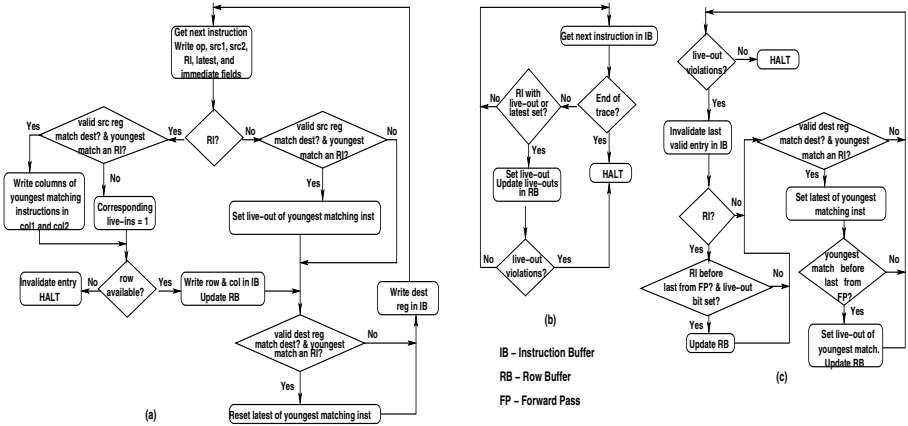 Get next instruction
Write op, src1, src2,
RI, latest, and
immediate fields
valid src reg
match dest? & youngest
match an RI?
Yes
Yes
RI?
No
valid src reg
match dest? & youngest
match an RI?
No
Write columns of
youngest matching
instructions in
col1 and col2
No
Corresponding
live-ins = 1
Yes
Set live-out of youngest matching inst
Invalidate entry
HALT
No
row
available?
Yes
Write row & col in IB
Update RB
Write dest
reg in IB
valid dest reg
match dest? & youngest
match an RI?
No
Yes
Reset latest of youngest matching inst
(a)
Get next instruction in IB
No
RI with
live-out or
latest set?
No
End of
trace?
Yes
Yes
Set live-out
Update live-outs
in RB
HALT
No
live-out
violations?
Yes
(b)
IB – Instruction Buffer
RB – Row Buffer
FP – Forward Pass
live-out
violations?
No
HALT
Yes
Invalidate last
valid entry in IB
valid dest reg
match dest? & youngest
match an RI?
No
Yes
RI?
No
Set latest of youngest
matching inst
Yes
RI before
last from FP? & live-out
bit set?
No
youngest
match before
last from
FP?
No
Yes
Update RB
Yes
Set live-out of
youngest match.
Update RB
(c)